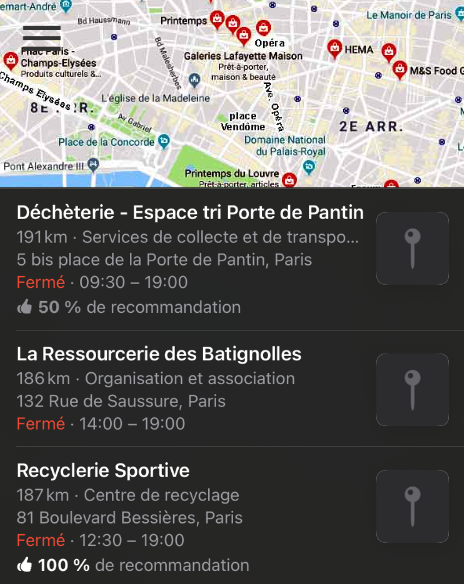 emart-André
Bd Haussmann
Printemps
Le Manoir de Paris
Opéra
HEMA
Fnac Paris -
Champs-Elysées
Produits culturels &...
Bd Malesherbes
Galeries Lafayette Maison
Prêt-à-porter,
maison & beauté
M&S Food G
Champs Elysées
8E
R.
L'église de la Madeleine
Av. Opéra
Av Gabriel
place
Vendôme
2E ARR.
Place de la Concorde
Domaine National
du Palais-Royal
Pont Alexandre III
Printemps du Louvre
Prêt-à-porter, articles
Déchèterie - Espace tri Porte de Pantin
191 km · Services de collecte et de transpo...
5 bis place de la Porte de Pantin, Paris
Fermé · 09:30 – 19:00
50 % de recommandation
La Ressourcerie des Batignolles
186 km · Organisation et association
132 Rue de Saussure, Paris
Fermé · 14:00 – 19:00
Recyclerie Sportive
187 km · Centre de recyclage
81 Boulevard Bessières, Paris
Fermé · 12:30 – 19:00
100 % de recommandation